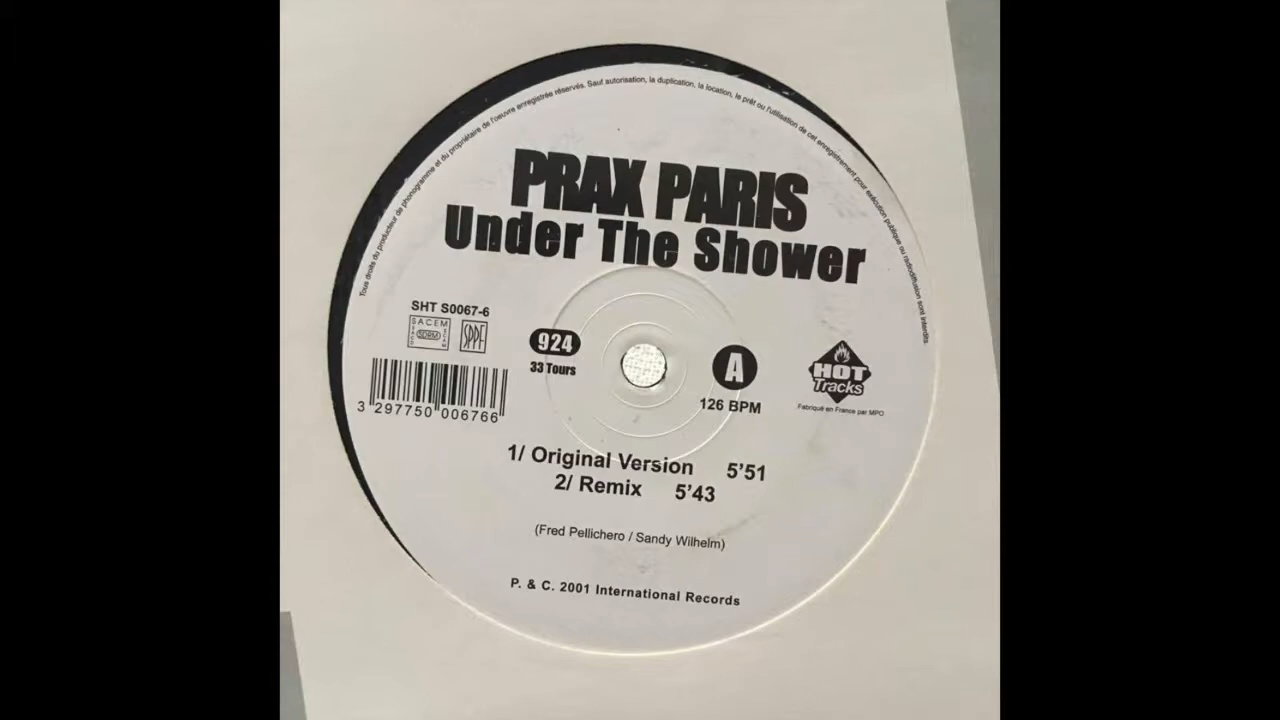 Tous droits du producteur de phonogramme et du propriétaire de l'oeuvre enregistrée réservés. Sauf autorisation, la duplication, la location, le prêt ou l'utilisation de cet enregistrement pour exécution publique ou radiodiffusion sont interdits.
PRAX PARIS
Under The Shower
SHT S0067-6
SACEM
SDRM
SPPF
924
33 Tours
A
126 BPM
HOT
Tracks
Fabriqué en France par MPO
3 297750 006766
1/ Original Version 5'51
2/ Remix 5'43
(Fred Pellichero / Sandy Wilhelm)
P. & C. 2001 International Records